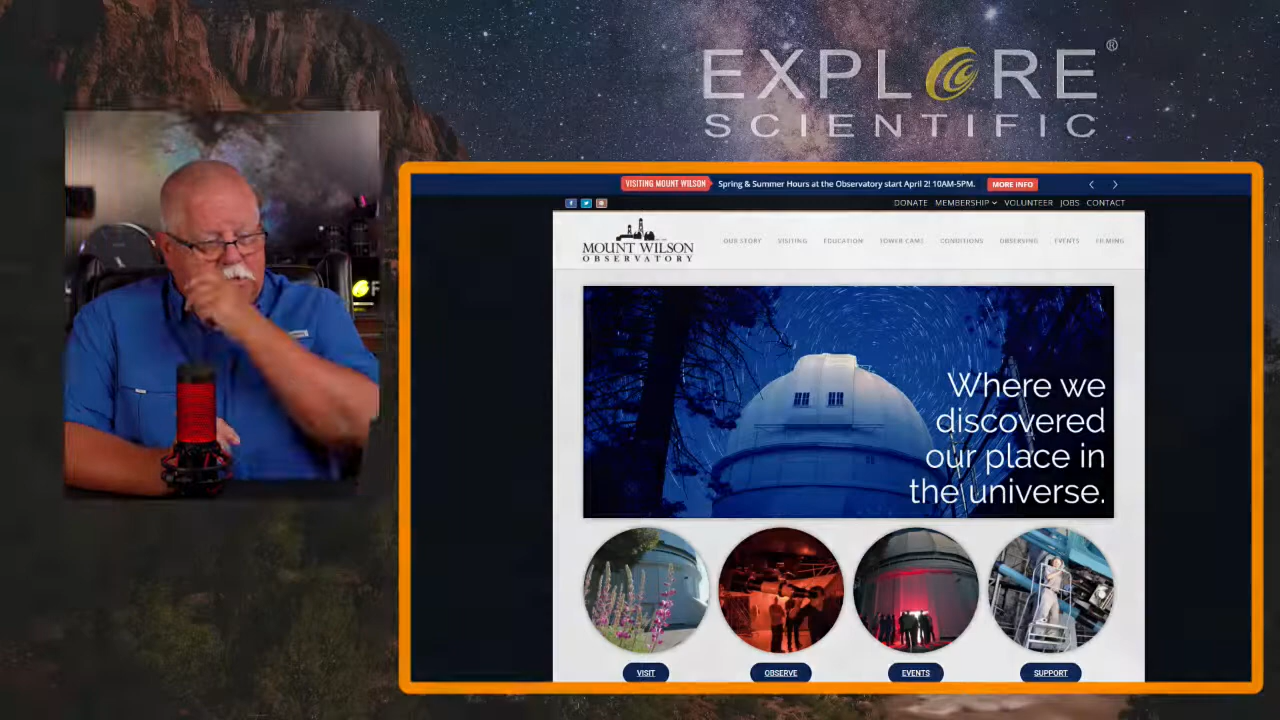 EXPLORE®
SCIENTIFIC
VISITING MOUNT WILSON Spring & Summer Hours at the Observatory start April 2! 10AM-5PM. MORE INFO
DONATE MEMBERSHIP VOLUNTEER JOBS CONTACT
MOUNT WILSON
OBSERVATORY
OUR STORY VISITING EDUCATION TOWER CAMS CONDITIONS OBSERVING EVENTS FILMING
Where we
discovered
our place in
the universe.
VISIT OBSERVE EVENTS SUPPORT